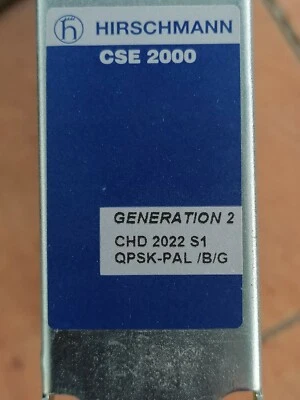 HIRSCHMANN
CSE 2000
GENERATION 2
CHD 2022 S1
QPSK-PAL /B/G